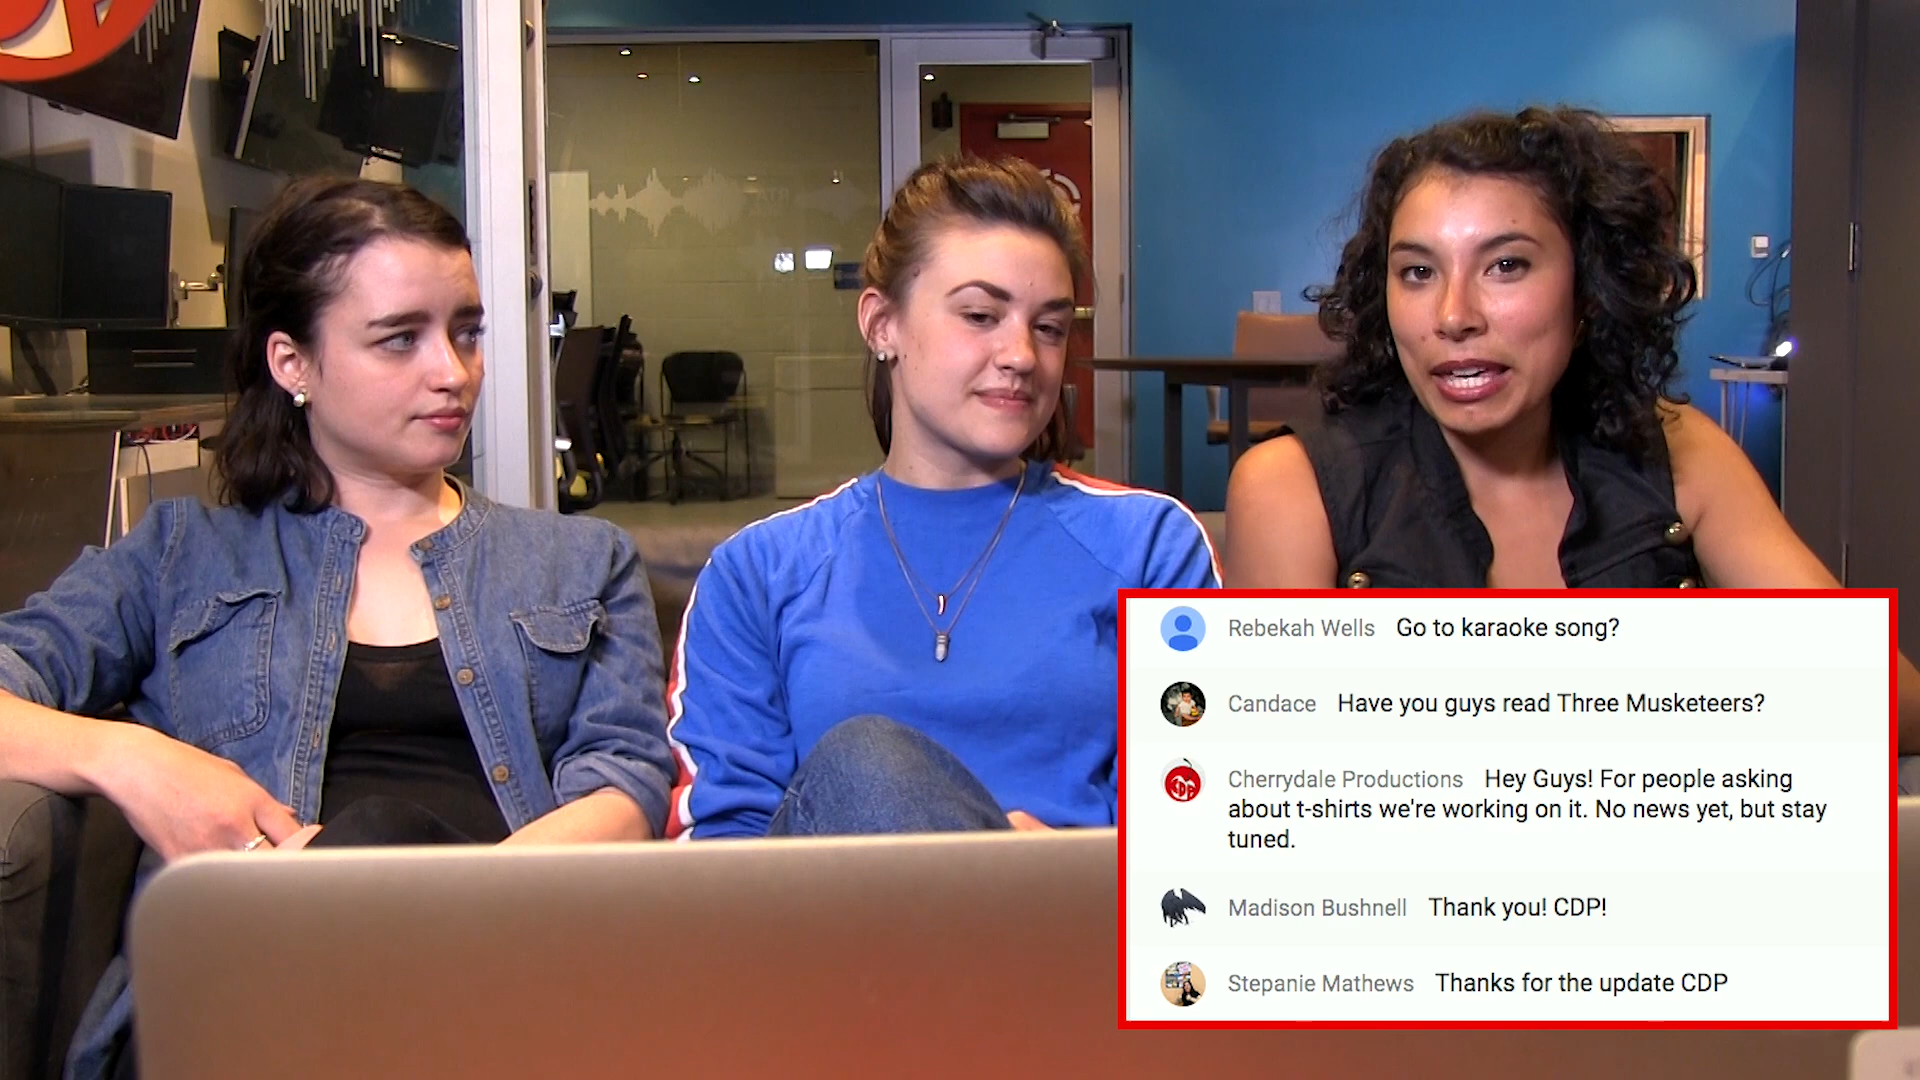 Rebekah Wells Go to karaoke song?
Candace Have you guys read Three Musketeers?
Cherrydale Productions Hey Guys! For people asking
about t-shirts we're working on it. No news yet, but stay
tuned.
Madison Bushnell Thank you! CDP!
Stepanie Mathews Thanks for the update CDP